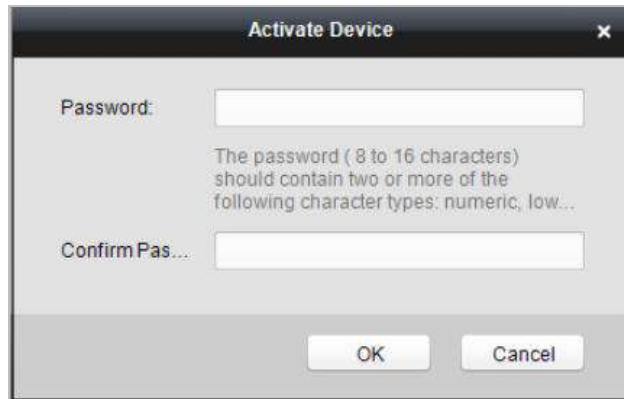 Activate Device
×
Password:
The password ( 8 to 16 characters)
should contain two or more of the
following character types: numeric, low...
Confirm Pas...
OK
Cancel